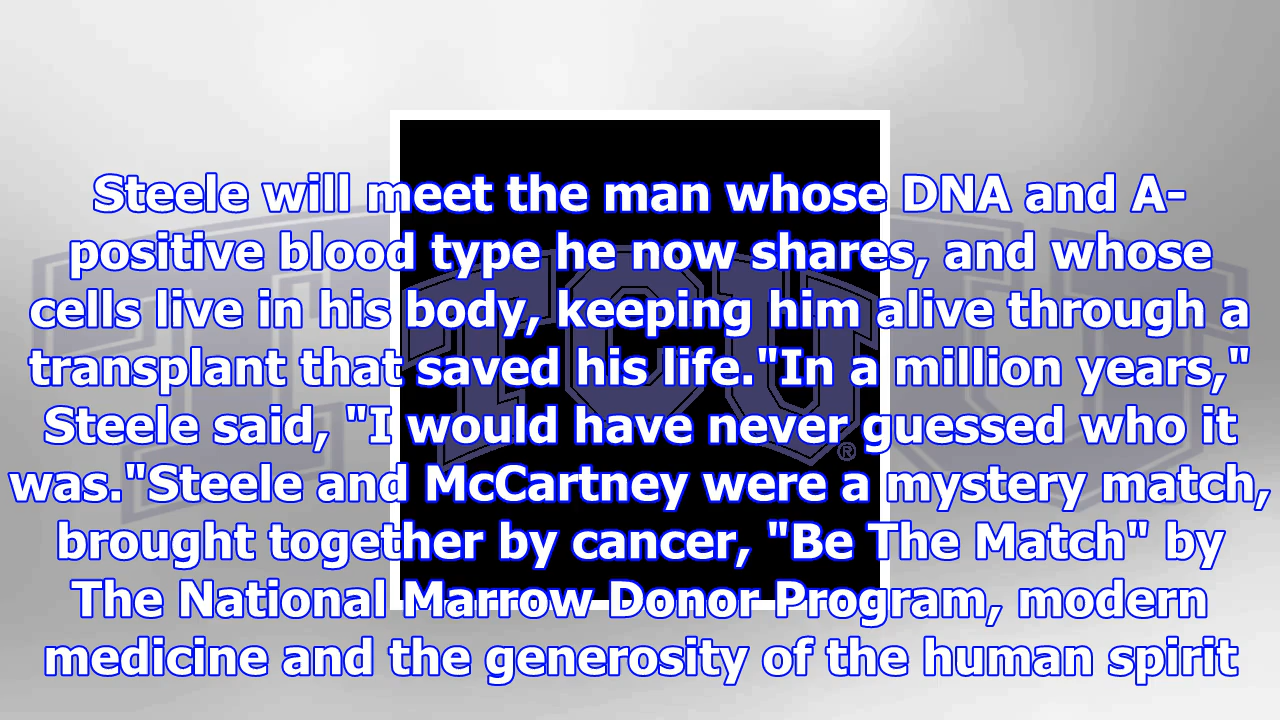 Steele will meet the man whose DNA and A-
positive blood type he now shares, and whose
cells live in his body, keeping him alive through a
transplant that saved his life. "In a million years,"
Steele said, "I would have never guessed who it
was."Steele and McCartney were a mystery match,
brought together by cancer, "Be The Match" by
The National Marrow Donor Program, modern
medicine and the generosity of the human spirit
TCU ®